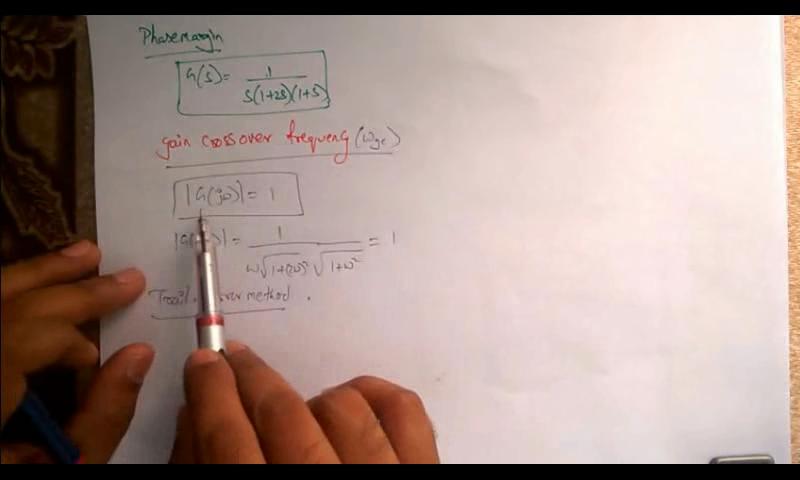 Phasemargin
G(s) = 1 / s(1+2s)(1+s)
gain crossover frequency (ωgc)
|G(jω)| = 1
= 1 / ω√1+(2ω)² √1+ω² = 1
method